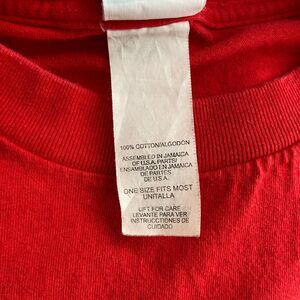 100% COTTON/ALGODON
ASSEMBLED IN JAMAICA
OF U.S.A. PARTS/
ENSAMBLADO EN JAMAICA
DE PARTES
DE U.S.A.
ONE SIZE FITS MOST
UNITALLA
LIFT FOR CARE
LEVANTE PARA VER
INSTRUCCTIONES DE
CUIDADO